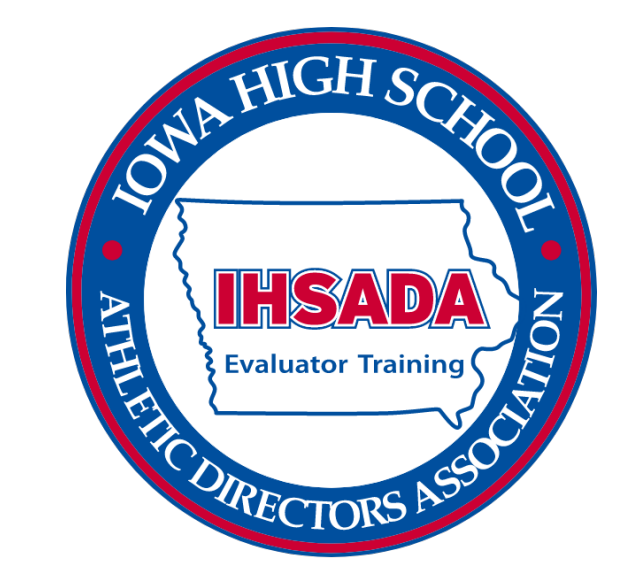 IOWA HIGH SCHOOL
IHSADA
Evaluator Training
ATHLETIC DIRECTORS ASSOCIATION